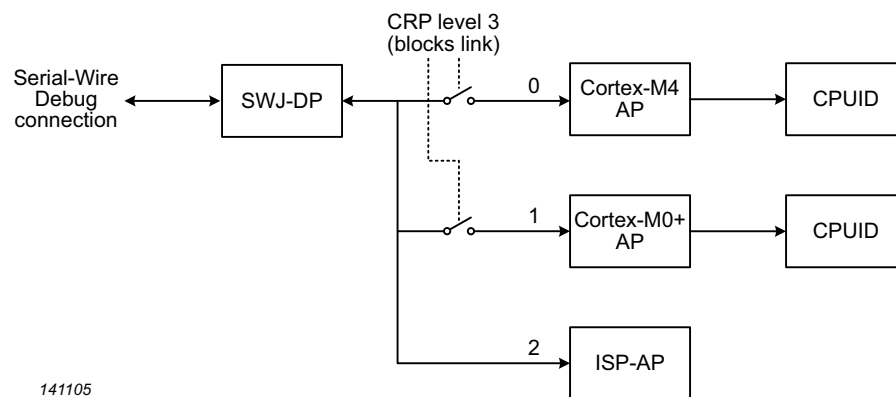 CRP level 3
(blocks link)
Serial-Wire
Debug
connection
SWJ-DP
0
Cortex-M4
AP
CPUID
1
Cortex-M0+
AP
CPUID
2
ISP-AP
141105